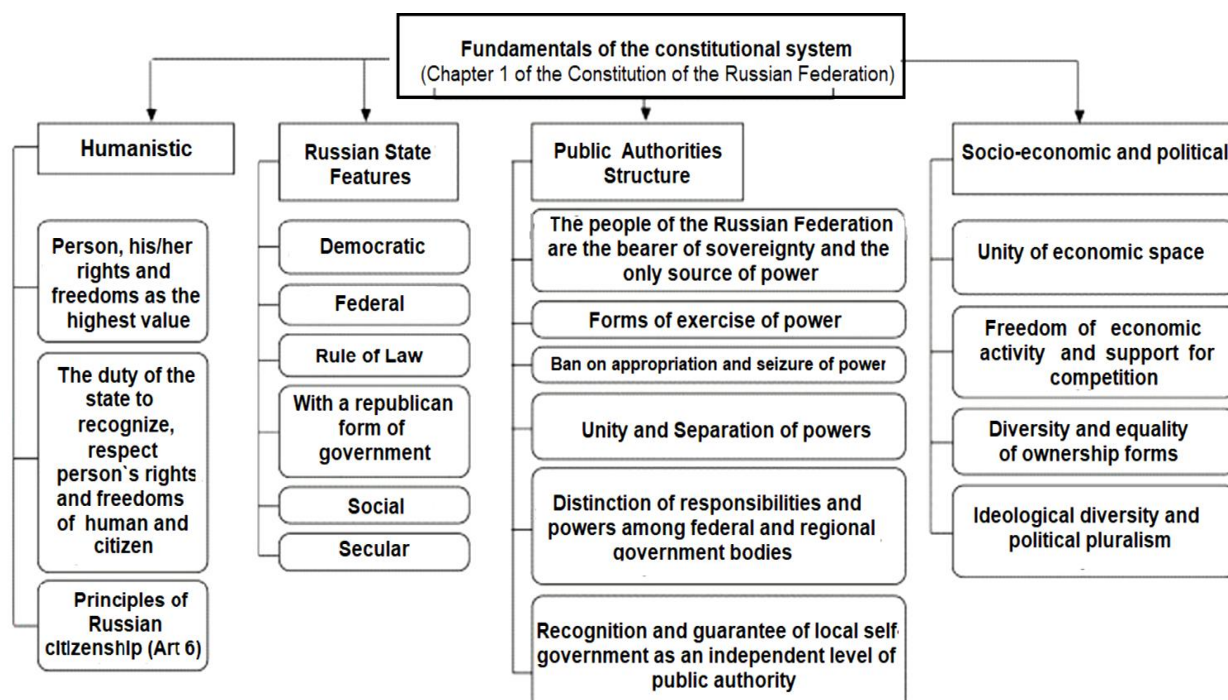 Fundamentals of the constitutional system
(Chapter 1 of the Constitution of the Russian Federation)
Humanistic
Person, his/her
rights and
freedoms as the
highest value
The duty of the
state to
recognize,
respect
person`s rights
and freedoms
of human and
citizen
Principles of
Russian
citizenship (Art 6)
Russian State
Features
Democratic
Federal
Rule of Law
With a republican
form of
government
Social
Secular
Public Authorities
Structure
The people of the Russian Federation
are the bearer of sovereignty and the
only source of power
Forms of exercise of power
Ban on appropriation and seizure of power
Unity and Separation of powers
Distinction of responsibilities and
powers among federal and regional
government bodies
Recognition and guarantee of local self-
government as an independent level of
public authority
Socio-economic and political
Unity of economic space
Freedom of economic
activity and support for
competition
Diversity and equality
of ownership forms
Ideological diversity and
political pluralism